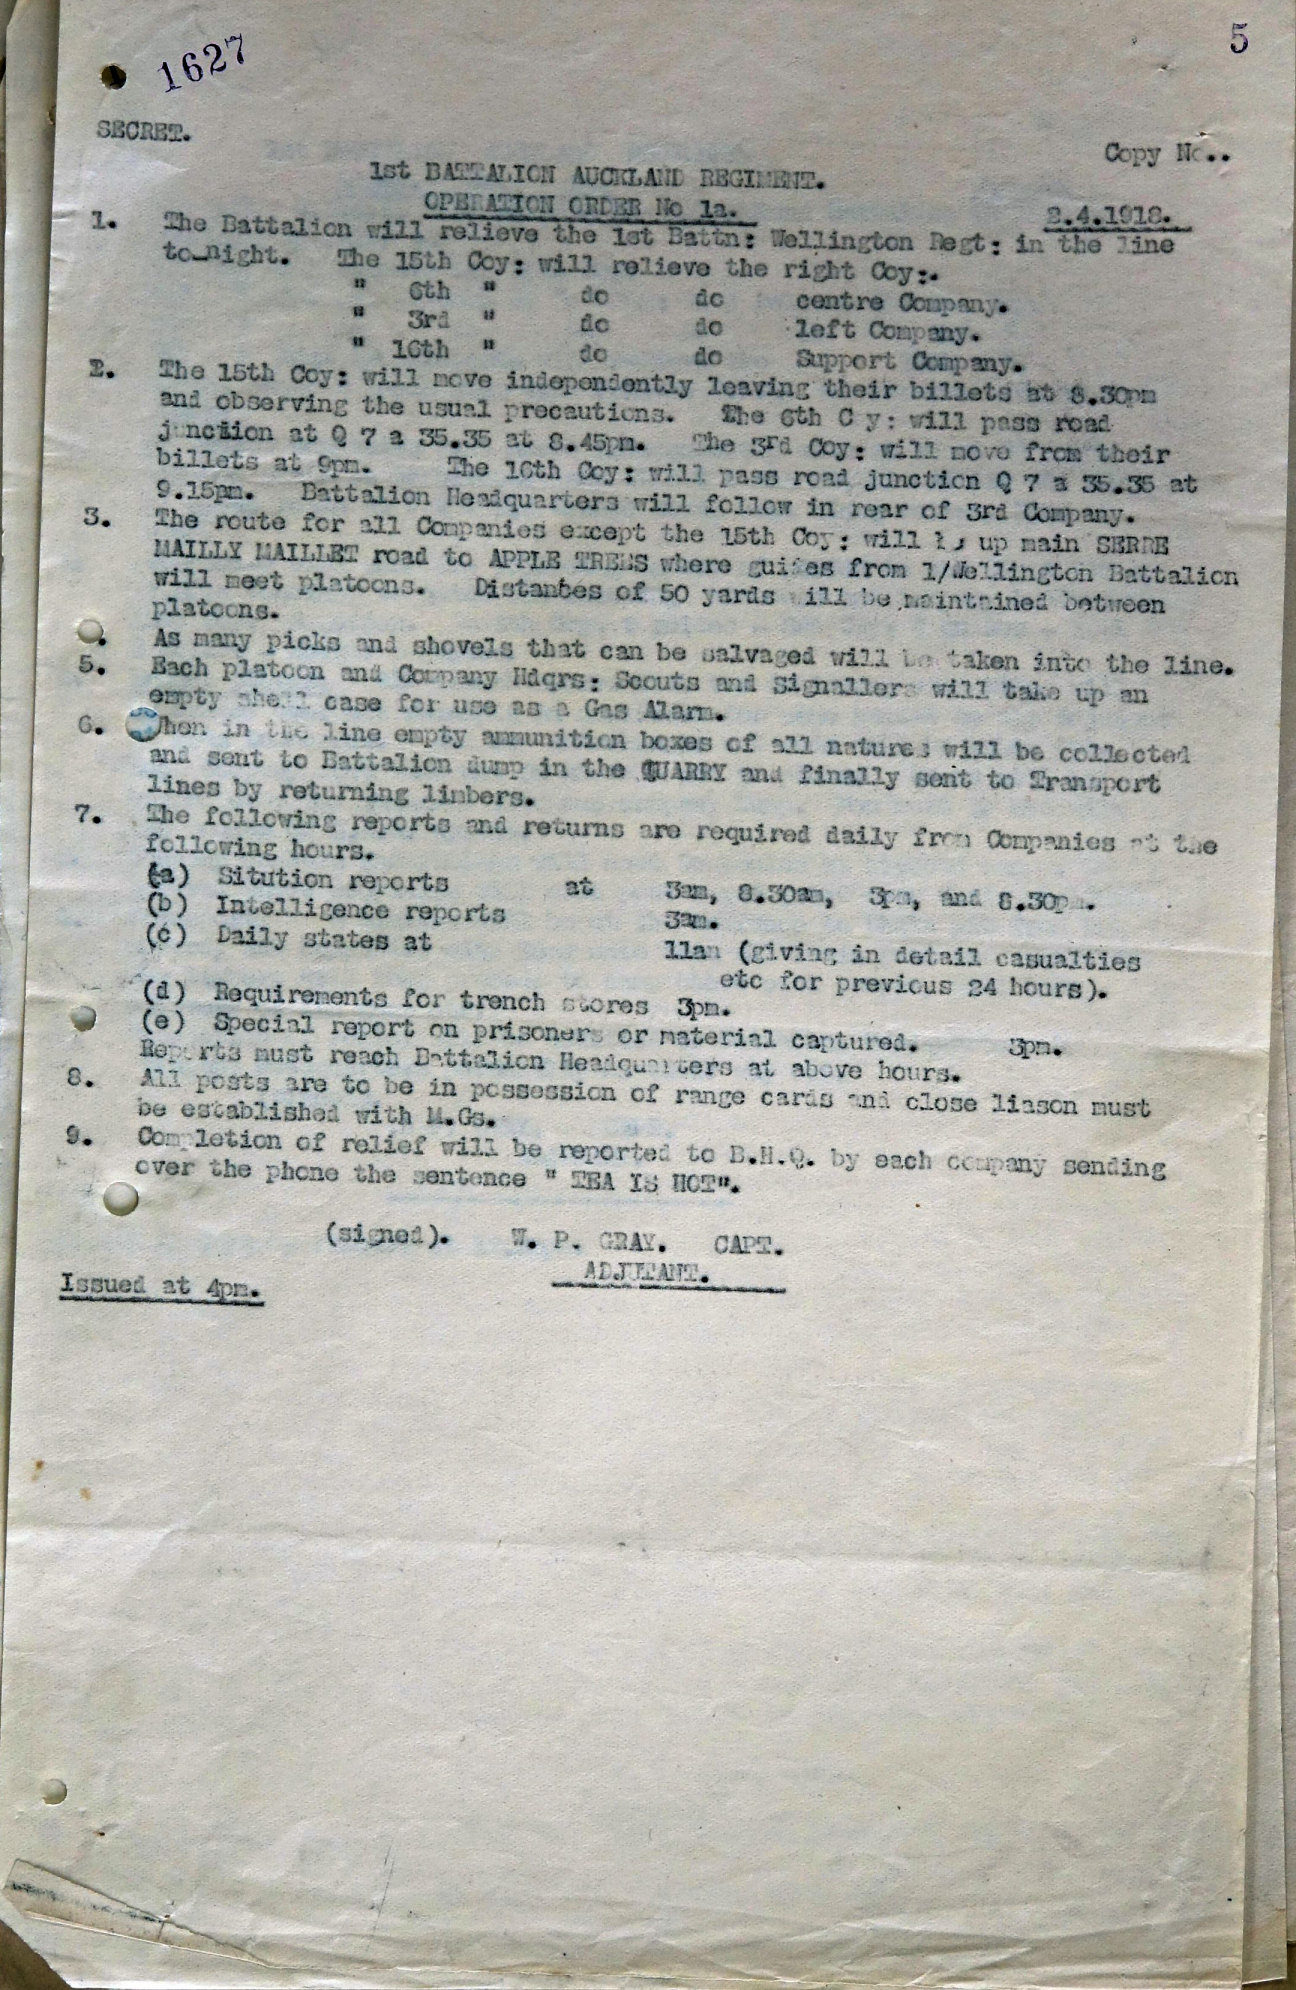 1627
5
SECRET.
Copy No..
1st BATTALION AUCKLAND REGIMENT.
OPERATION ORDER No 1a.
2.4.1918.
1. The Battalion will relieve the 1st Battn: Wellington Regt: in the line
to-night. The 15th Coy: will relieve the right Coy:.
" 6th " do do centre Company.
" 3rd " do do left Company.
" 16th " do do Support Company.
2. The 15th Coy: will move independently leaving their billets at 8.30pm
and observing the usual precautions. The 6th C y: will pass road
junction at Q 7 a 35.35 at 8.45pm. The 3rd Coy: will move from their
billets at 9pm. The 16th Coy: will pass road junction Q 7 a 35.35 at
9.15pm. Battalion Headquarters will follow in rear of 3rd Company.
3. The route for all Companies except the 15th Coy: will be up main SERRE
MAILLY MAILLET road to APPLE TREES where guides from 1/Wellington Battalion
will meet platoons. Distances of 50 yards will be maintained between
platoons.
. As many picks and shovels that can be salvaged will be taken into the line.
5. Each platoon and Company Hdqrs: Scouts and Signallers will take up an
empty shell case for use as a Gas Alarm.
6. When in the line empty ammunition boxes of all natures will be collected
and sent to Battalion dump in the QUARRY and finally sent to Transport
lines by returning limbers.
7. The following reports and returns are required daily from Companies at the
following hours.
(a) Sitution reports at 3am, 8.30am, 3pm, and 8.30pm.
(b) Intelligence reports 3am.
(c) Daily states at 11am (giving in detail casualties
etc for previous 24 hours).
(d) Requirements for trench stores 3pm.
(e) Special report on prisoners or material captured. 3pm.
Reports must reach Battalion Headquarters at above hours.
8. All posts are to be in possession of range cards and close liason must
be established with M.Gs.
9. Completion of relief will be reported to B.H.Q. by each company sending
over the phone the sentence " TEA IS HOT".
(signed). W. P. GRAY. CAPT.
ADJUTANT.
Issued at 4pm.